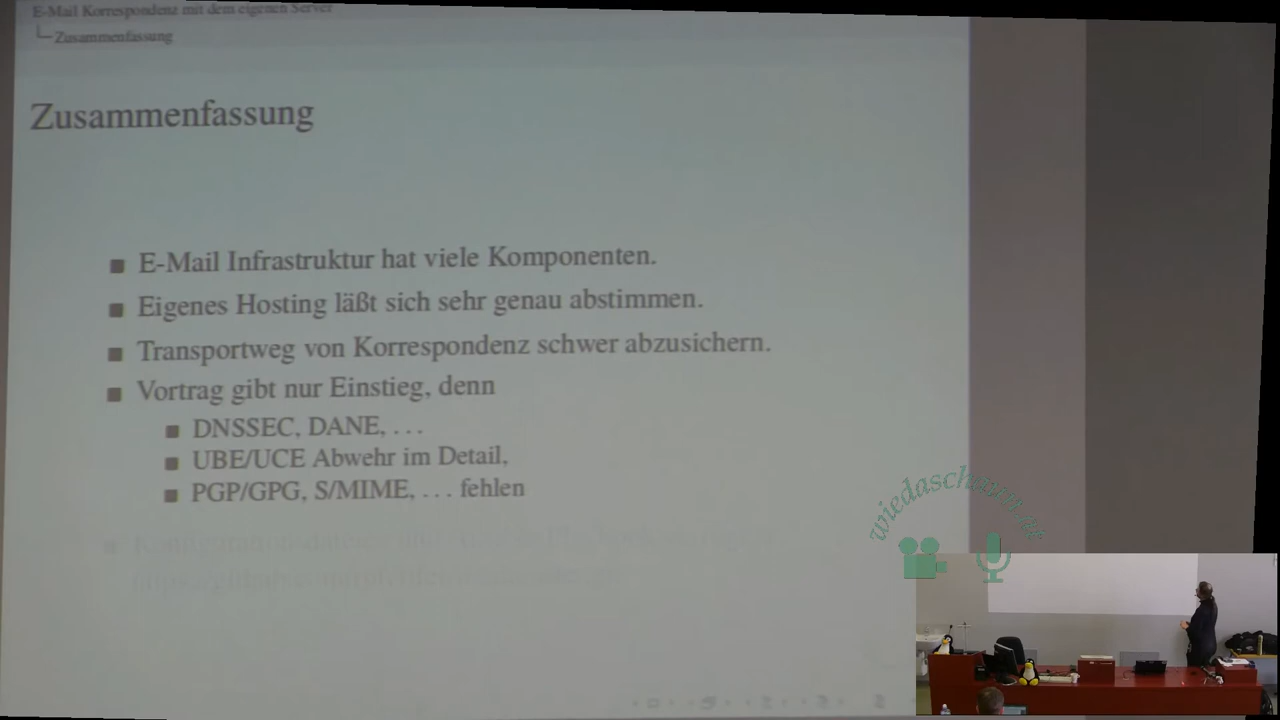 E-Mail Korrespondenz mit dem eigenen Server
Zusammenfassung
Zusammenfassung
E-Mail Infrastruktur hat viele Komponenten.
Eigenes Hosting läßt sich sehr genau abstimmen.
Transportweg von Korrespondenz schwer abzusichern.
Vortrag gibt nur Einstieg, denn
DNSSEC, DANE, ...
UBE/UCE Abwehr im Detail,
PGP/GPG, S/MIME, ... fehlen
wiedaschaun.de